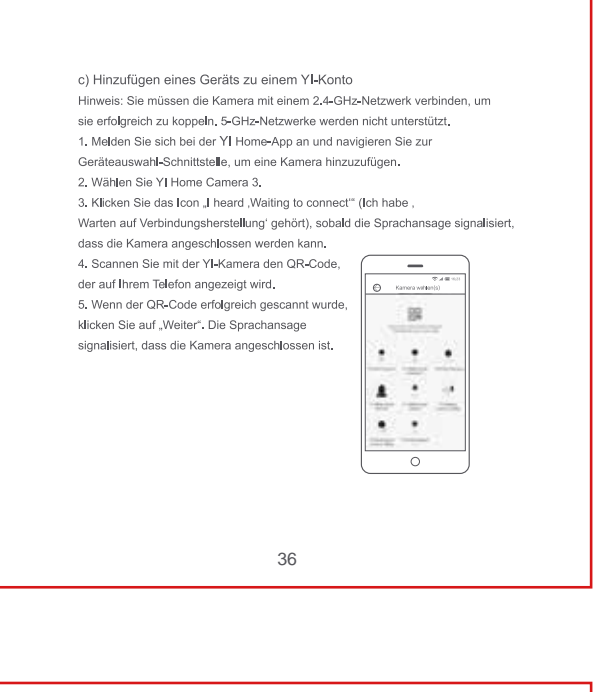 c) Hinzufügen eines Geräts zu einem YI-Konto
Hinweis: Sie müssen die Kamera mit einem 2.4-GHz-Netzwerk verbinden, um
sie erfolgreich zu koppeln. 5-GHz-Netzwerke werden nicht unterstützt.
1. Melden Sie sich bei der YI Home-App an und navigieren Sie zur
Geräteauswahl-Schnittstelle, um eine Kamera hinzuzufügen.
2. Wählen Sie YI Home Camera 3.
3. Klicken Sie das Icon „I heard ‚Waiting to connect'“ (Ich habe ‚
Warten auf Verbindungsherstellung' gehört), sobald die Sprachansage signalisiert,
dass die Kamera angeschlossen werden kann.
4. Scannen Sie mit der YI-Kamera den QR-Code,
der auf Ihrem Telefon angezeigt wird.
5. Wenn der QR-Code erfolgreich gescannt wurde,
klicken Sie auf „Weiter“. Die Sprachansage
signalisiert, dass die Kamera angeschlossen ist.
Kamera wählen(s)
36